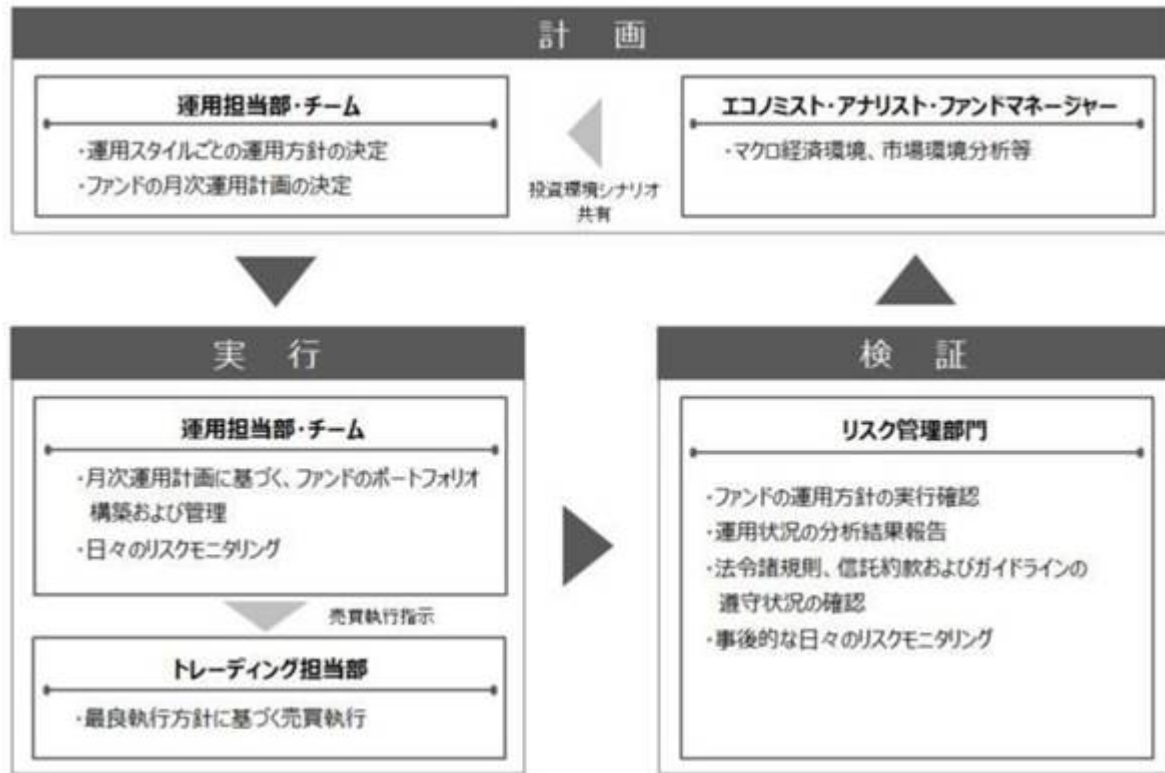 計 画
運用担当部・チーム
・運用スタイルごとの運用方針の決定
・ファンドの月次運用計画の決定
投資環境シナリオ
共有
エコノミスト・アナリスト・ファンドマネージャー
・マクロ経済環境、市場環境分析等
実 行
運用担当部・チーム
・月次運用計画に基づく、ファンドのポートフォリオ
構築および管理
・日々のリスクモニタリング
売買執行指示
トレーディング担当部
・最良執行方針に基づく売買執行
検 証
リスク管理部門
・ファンドの運用方針の実行確認
・運用状況の分析結果報告
・法令諸規則、信託約款およびガイドラインの
遵守状況の確認
・事後的な日々のリスクモニタリング